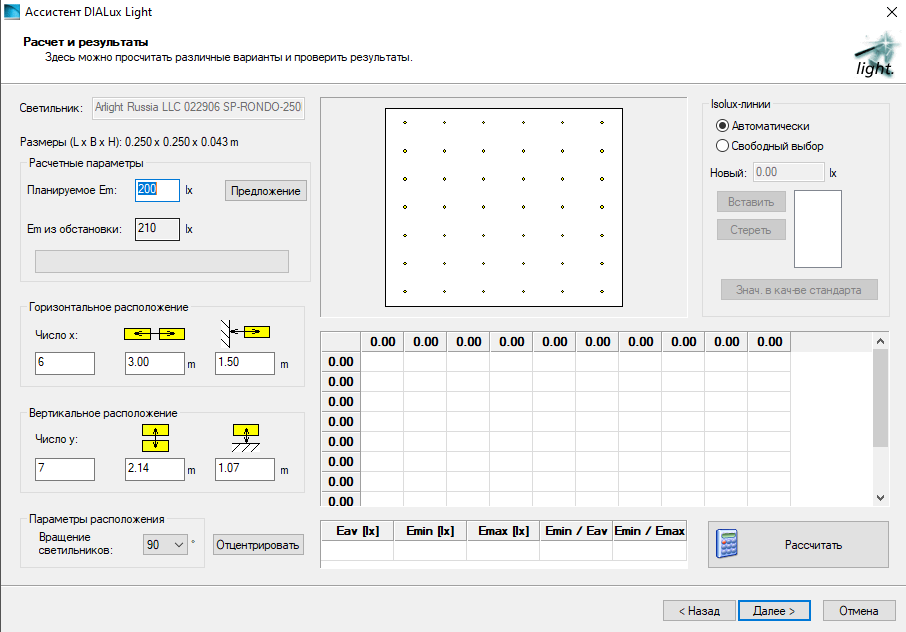 Ассистент DIALux Light
Расчет и результаты
Здесь можно просчитать различные варианты и проверить результаты.
light.
Светильник: Arlight Russia LLC 022906 SP-RONDO-250
Размеры (L x B x H): 0.250 x 0.250 x 0.043 m
Расчетные параметры
Планируемое Em: 200 lx Предложение
Em из обстановки: 210 lx
Горизонтальное расположение
Число x:
6 3.00 m 1.50 m
Вертикальное расположение
Число y:
7 2.14 m 1.07 m
Параметры расположения
Вращение светильников: 90 ° Отцентрировать
Isolux-линии
Автоматически
Свободный выбор
Новый: 0.00 lx
Вставить
Стереть
Знач. в кач-ве стандарта
0.00 0.00 0.00 0.00 0.00 0.00 0.00 0.00 0.00 0.00
0.00
0.00
0.00
0.00
0.00
0.00
0.00
0.00
Eav [lx] Emin [lx] Emax [lx] Emin / Eav Emin / Emax
Рассчитать
< Назад Далее > Отмена